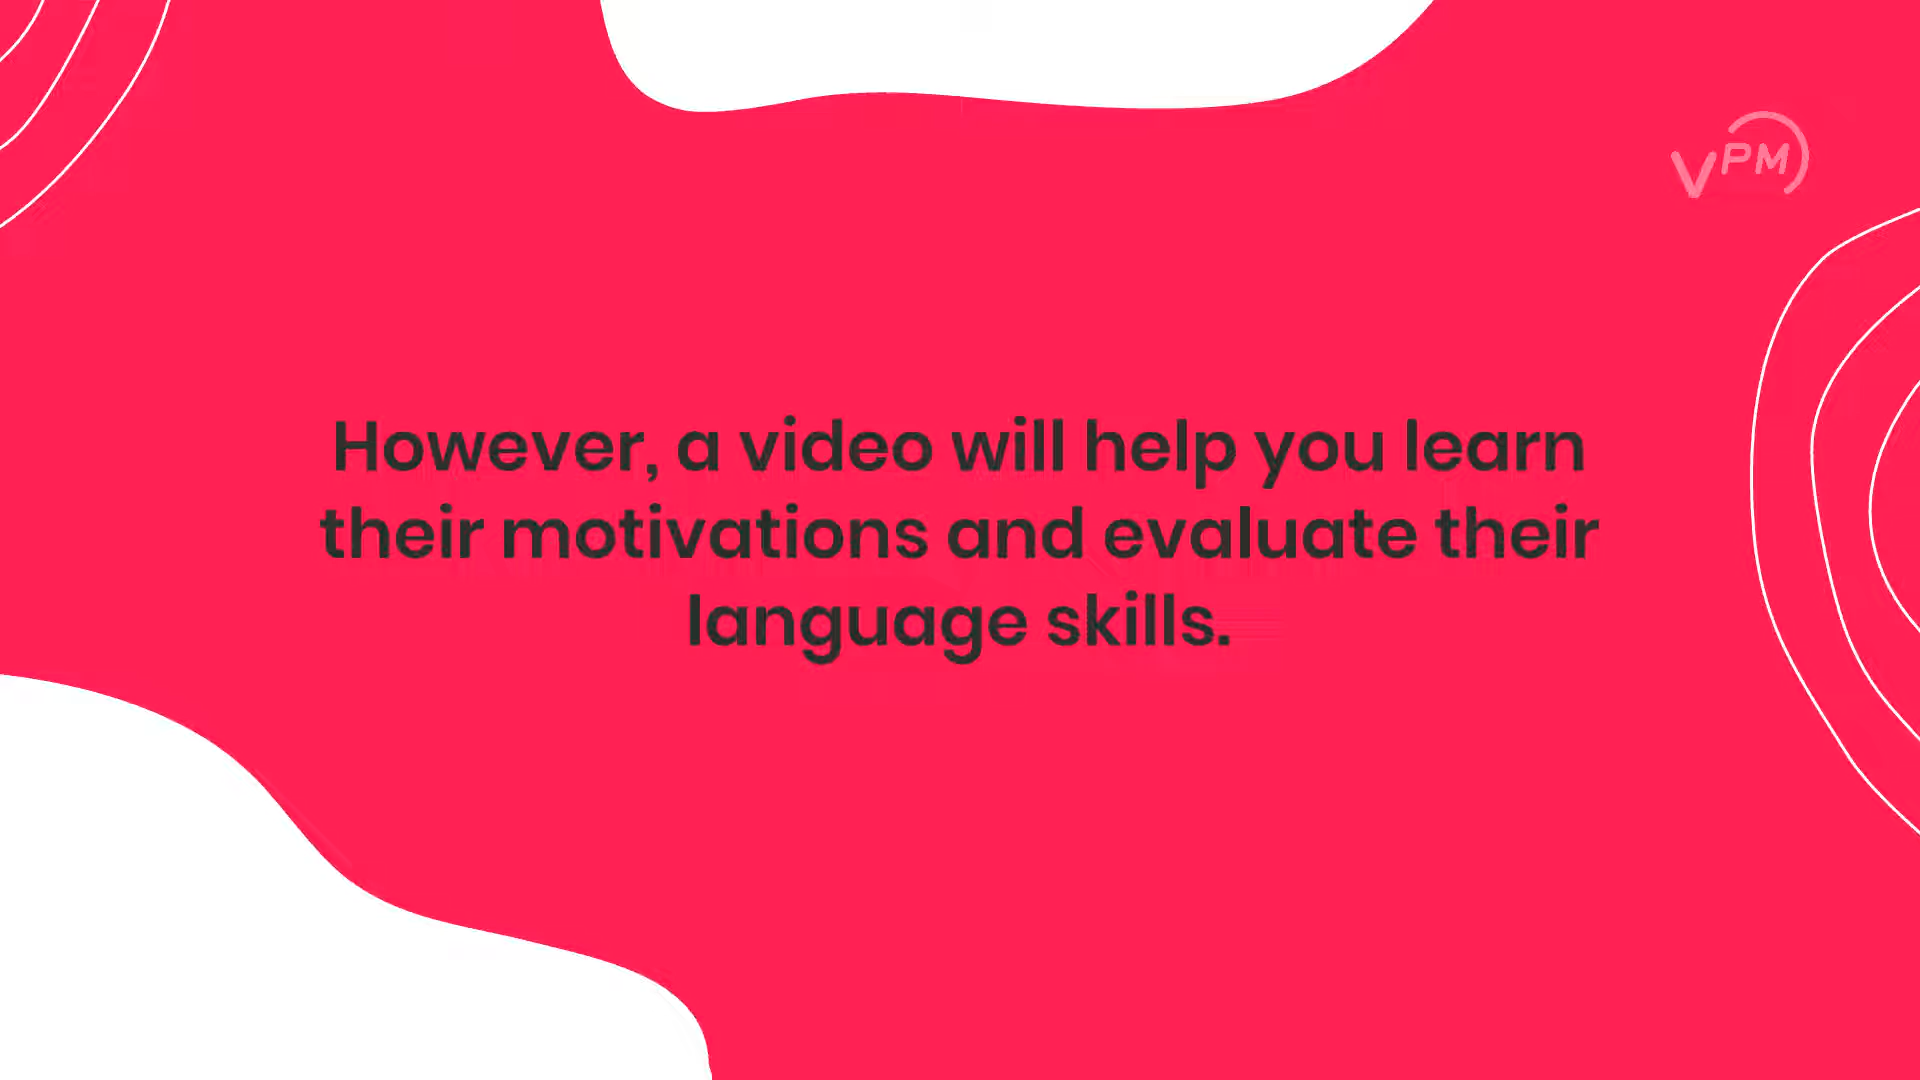 VPM
However, a video will help you learn
their motivations and evaluate their
language skills.